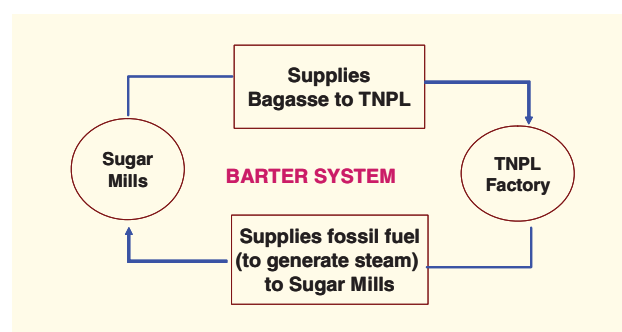 Supplies
Bagasse to TNPL
Sugar
Mills
BARTER SYSTEM
TNPL
Factory
Supplies fossil fuel
(to generate steam)
to Sugar Mills